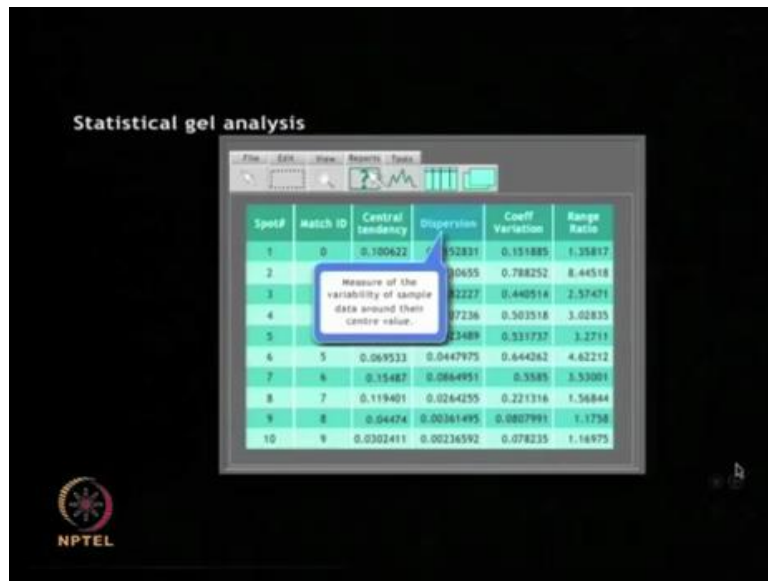 Statistical gel analysis
File Edit View Reports Tools
Spot# Match ID Central tendency Dispersion Coeff Variation Range Ratio
1 0 0.100622 52831 0.151885 1.35817
2 30655 0.788252 8.44518
3 82227 0.440514 2.57471
4 07236 0.503518 3.02835
5 23489 0.531737 3.2711
6 5 0.069533 0.0447975 0.644262 4.62212
7 6 0.15487 0.0864951 0.5585 3.53001
8 7 0.119401 0.0264255 0.221316 1.56844
9 8 0.04474 0.00361495 0.0807991 1.1758
10 9 0.0302411 0.00236592 0.078235 1.16975
Measure of the
variability of sample
data around their
centre value.
NPTEL